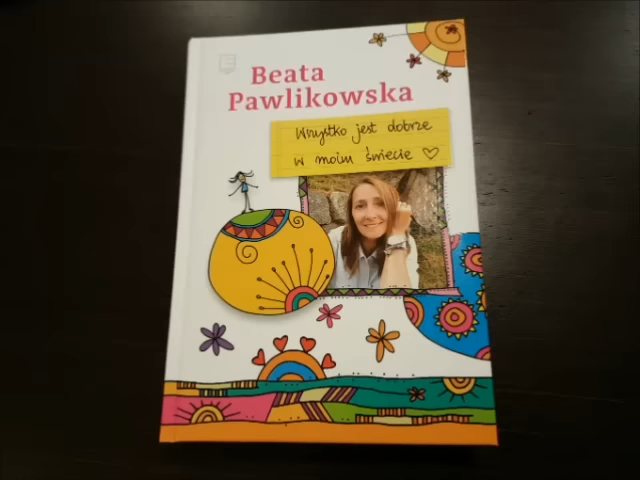 Beata
Pawlikowska
Wszystko jest dobrze
w moim świecie ♡